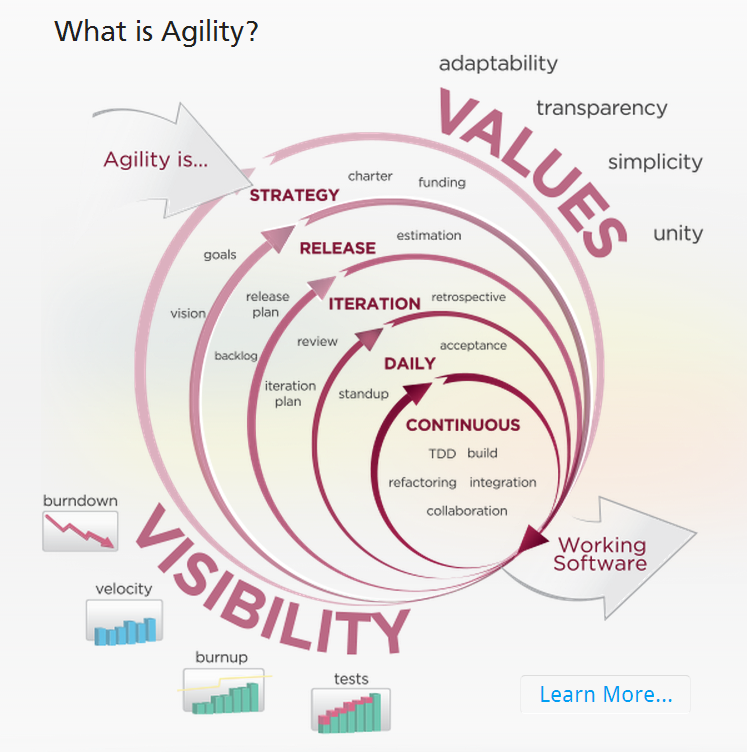 What is Agility?
adaptability
VALUES
transparency
simplicity
unity
Agility is...
STRATEGY
charter
funding
goals
vision
RELEASE
estimation
release
plan
backlog
ITERATION
retrospective
review
iteration
plan
DAILY
acceptance
standup
CONTINUOUS
TDD build
refactoring integration
collaboration
Working
Software
VISIBILITY
burndown
velocity
burnup
tests
Learn More...